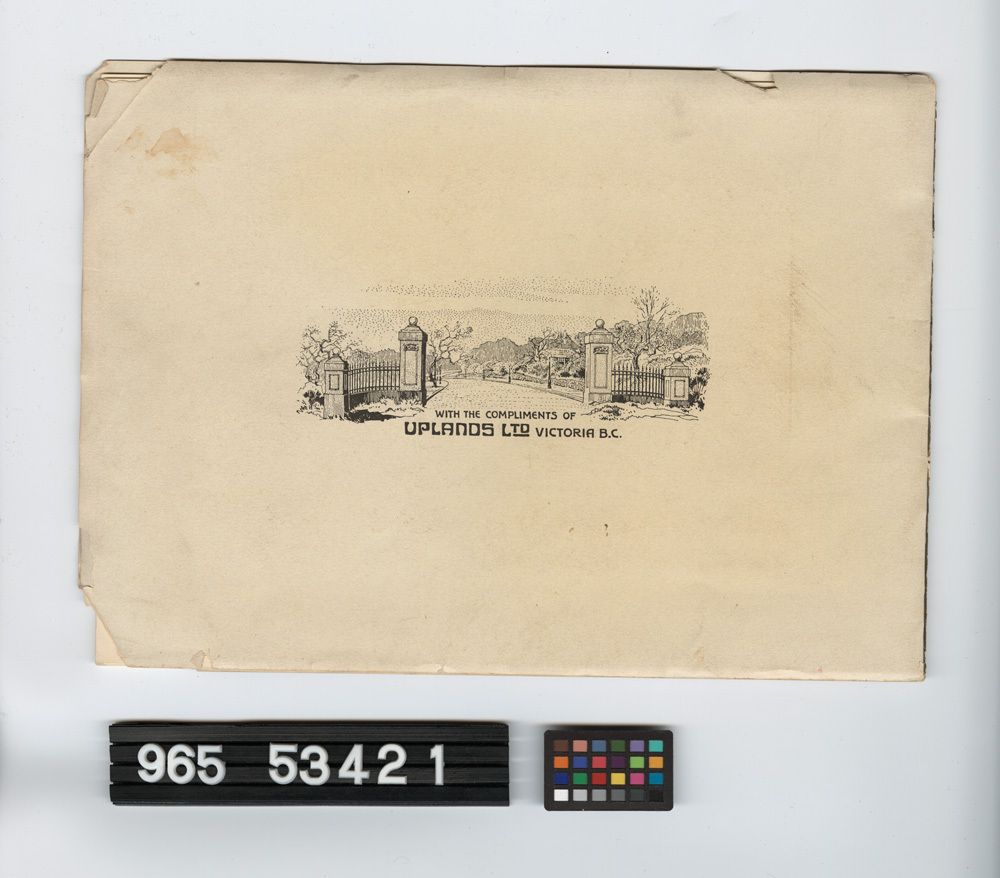 WITH THE COMPLIMENTS OF
UPLANDS LTD VICTORIA B.C.
965 53421